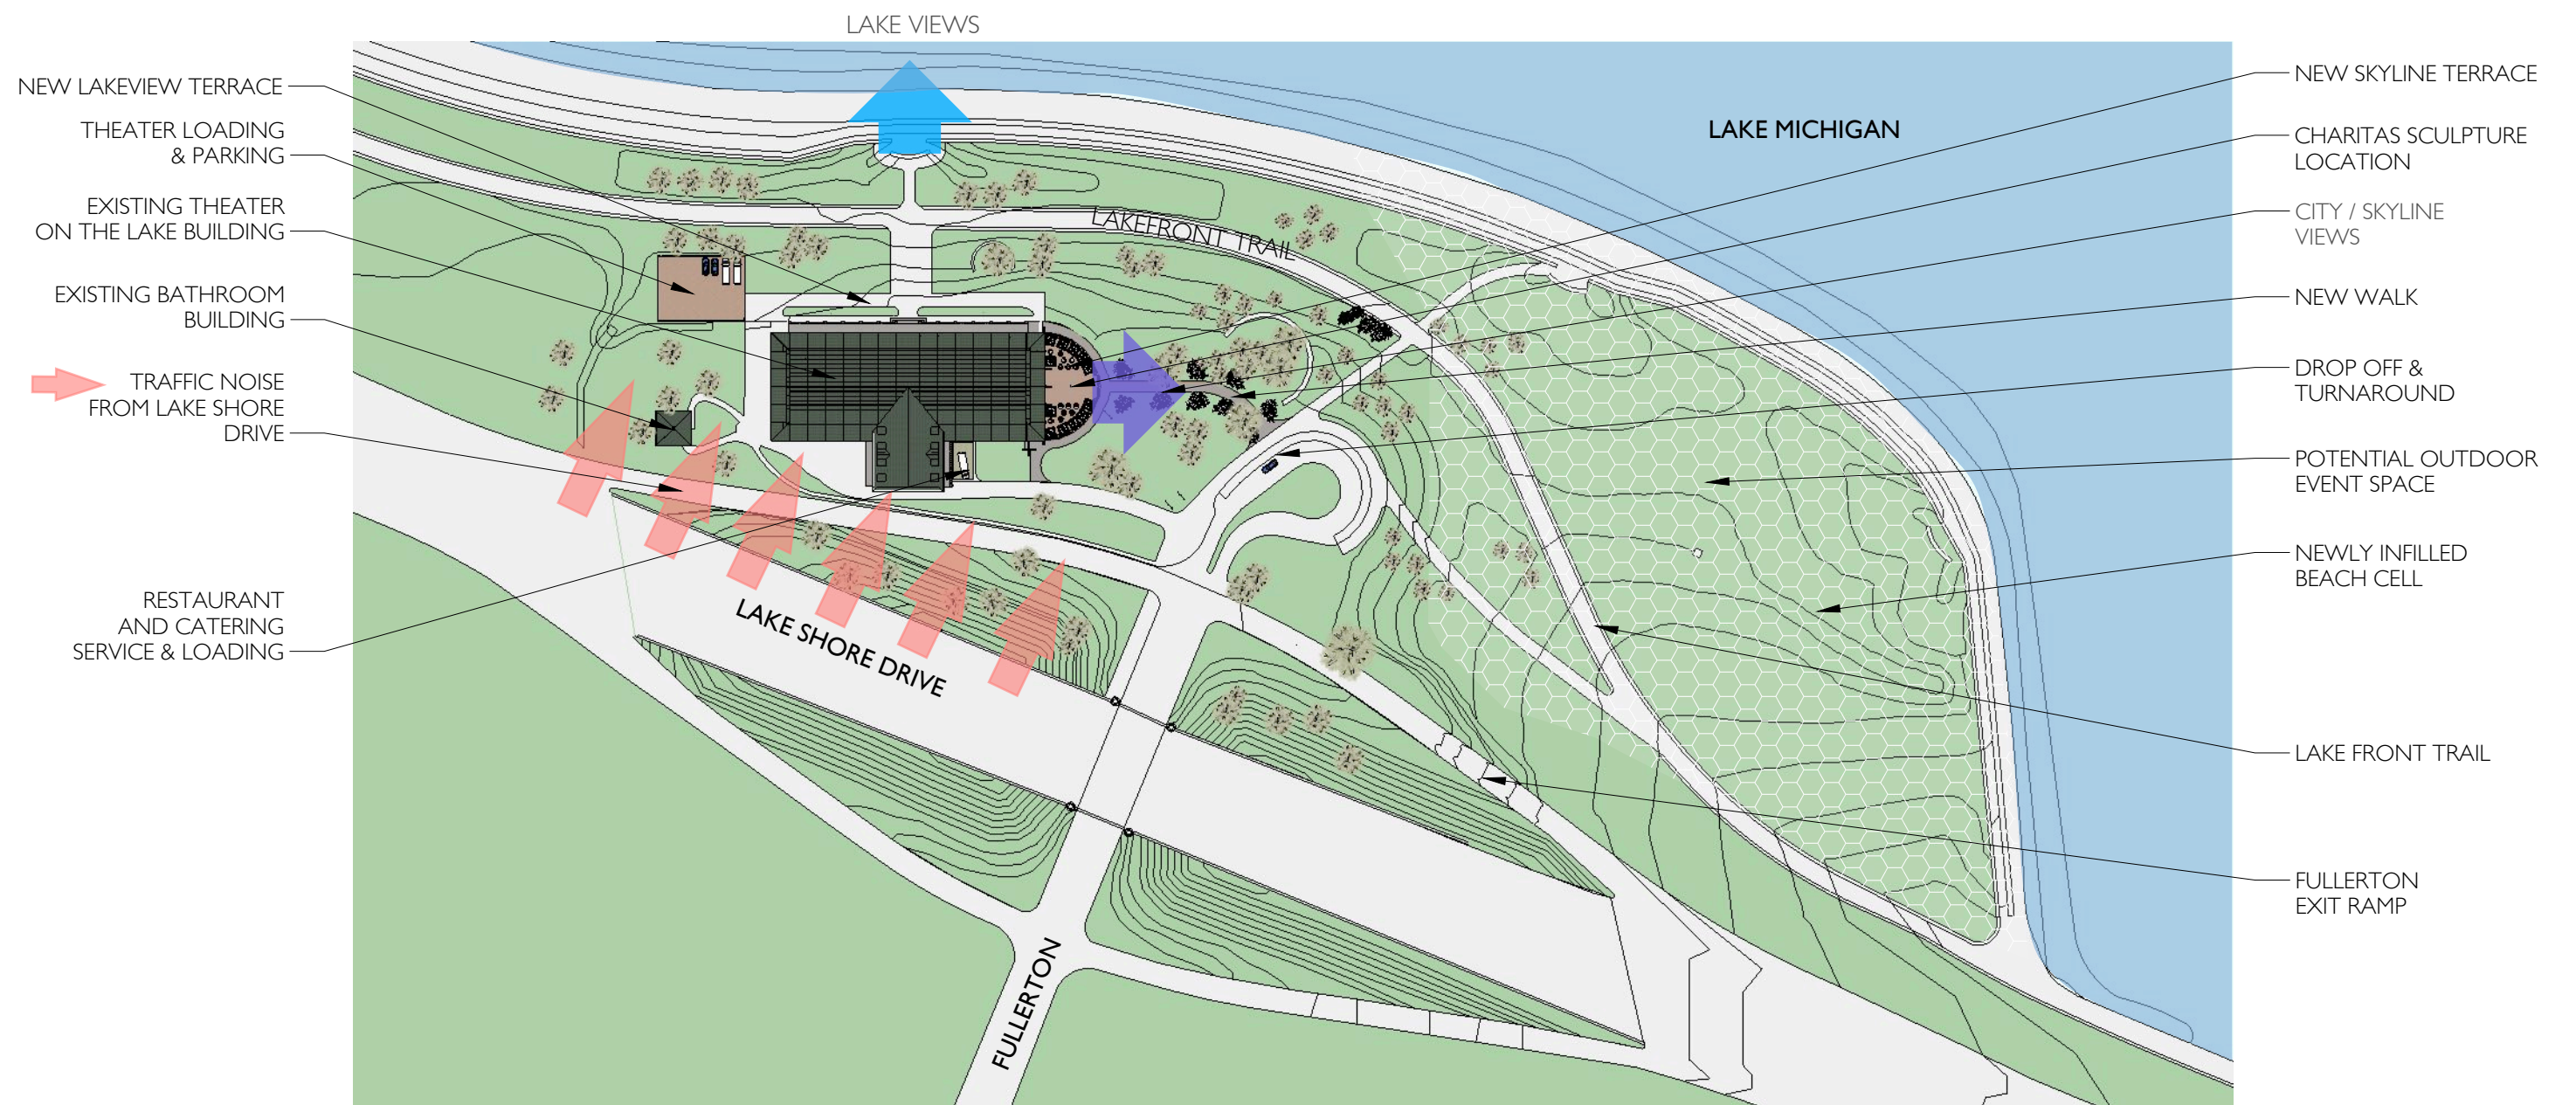 LAKE VIEWS
NEW LAKEVIEW TERRACE
THEATER LOADING
& PARKING
EXISTING THEATER
ON THE LAKE BUILDING
EXISTING BATHROOM
BUILDING
TRAFFIC NOISE
FROM LAKE SHORE
DRIVE
RESTAURANT
AND CATERING
SERVICE & LOADING
LAKE MICHIGAN
LAKEFRONT TRAIL
LAKE SHORE DRIVE
FULLERTON
NEW SKYLINE TERRACE
CHARITAS SCULPTURE
LOCATION
CITY / SKYLINE
VIEWS
NEW WALK
DROP OFF &
TURNAROUND
POTENTIAL OUTDOOR
EVENT SPACE
NEWLY INFILLED
BEACH CELL
LAKE FRONT TRAIL
FULLERTON
EXIT RAMP